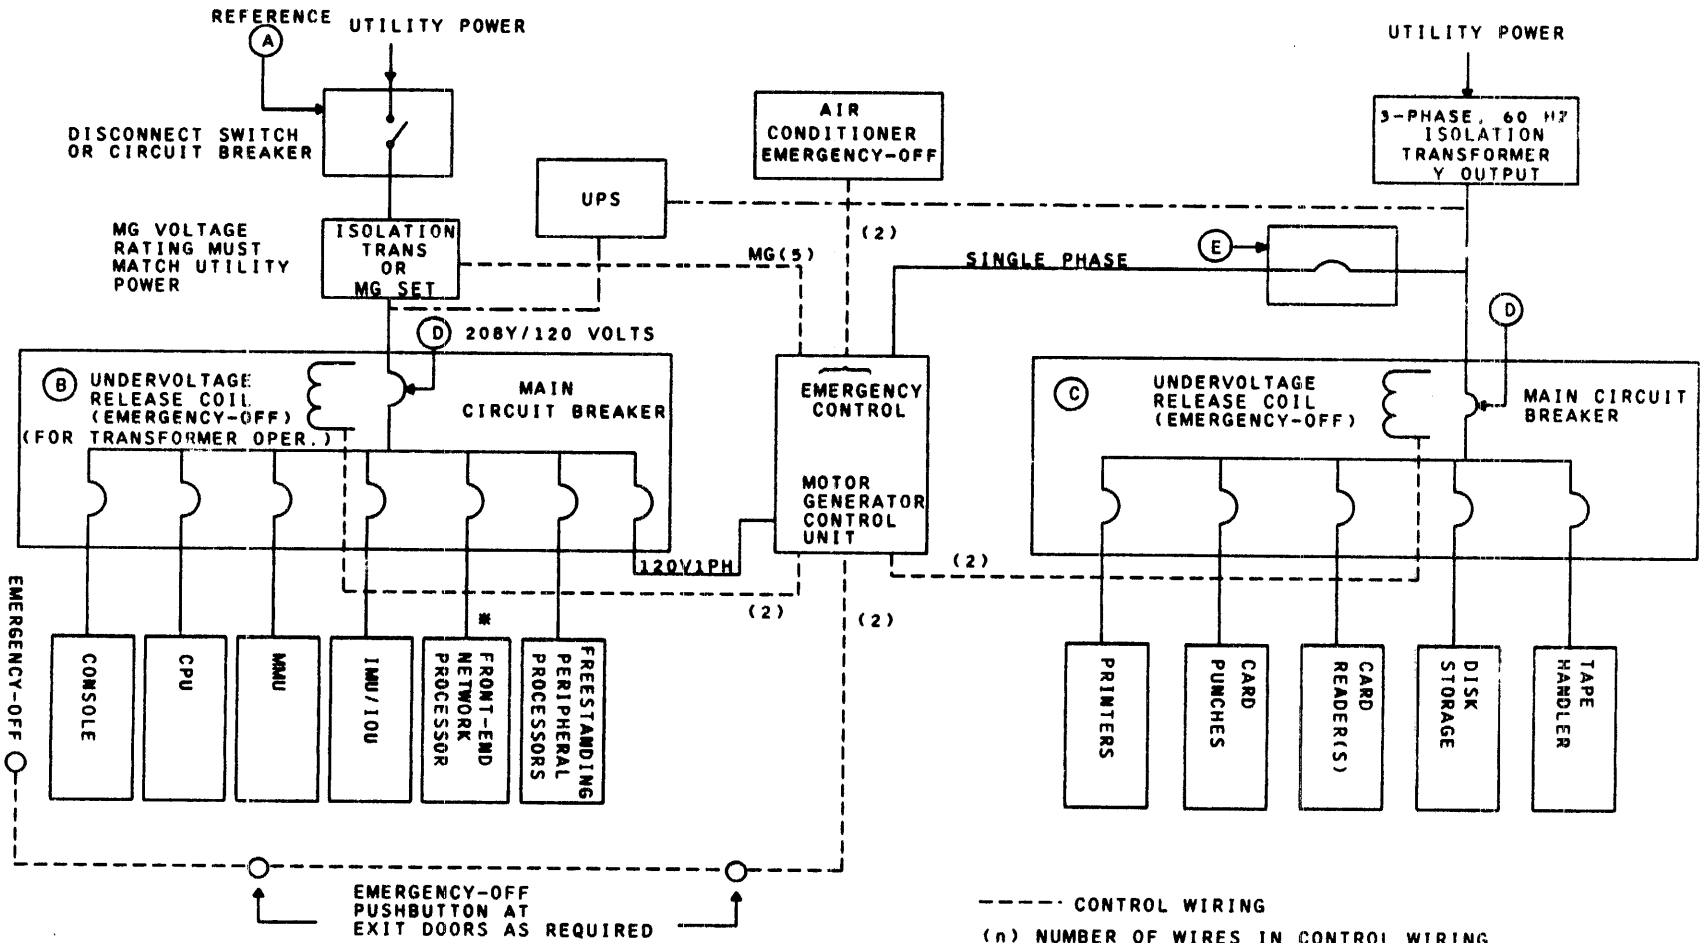 REFERENCE
A
UTILITY POWER
DISCONNECT SWITCH
OR CIRCUIT BREAKER
AIR
CONDITIONER
EMERGENCY-OFF
UTILITY POWER
3-PHASE, 60 HZ
ISOLATION
TRANSFORMER
Y OUTPUT
UPS
MG VOLTAGE
RATING MUST
MATCH UTILITY
POWER
ISOLATION
TRANS
OR
MG SET
MG(5)
(2)
SINGLE PHASE
E
D
208Y/120 VOLTS
D
B
UNDERVOLTAGE
RELEASE COIL
(EMERGENCY-OFF)
(FOR TRANSFORMER OPER.)
MAIN
CIRCUIT BREAKER
EMERGENCY
CONTROL
MOTOR
GENERATOR
CONTROL
UNIT
C
UNDERVOLTAGE
RELEASE COIL
(EMERGENCY-OFF)
MAIN CIRCUIT
BREAKER
120V1PH
(2)
(2)
(2)
EMERGENCY-OFF
CONSOLE
CPU
MMU
IMU/IOU
※
FRONT-END
NETWORK
PROCESSOR
FREESTANDING
PERIPHERAL
PROCESSORS
PRINTERS
CARD
PUNCHES
CARD
READER(S)
DISK
STORAGE
TAPE
HANDLER
EMERGENCY-OFF
PUSHBUTTON AT
EXIT DOORS AS REQUIRED
----- CONTROL WIRING
(n) NUMBER OF WIRES IN CONTROL WIRING